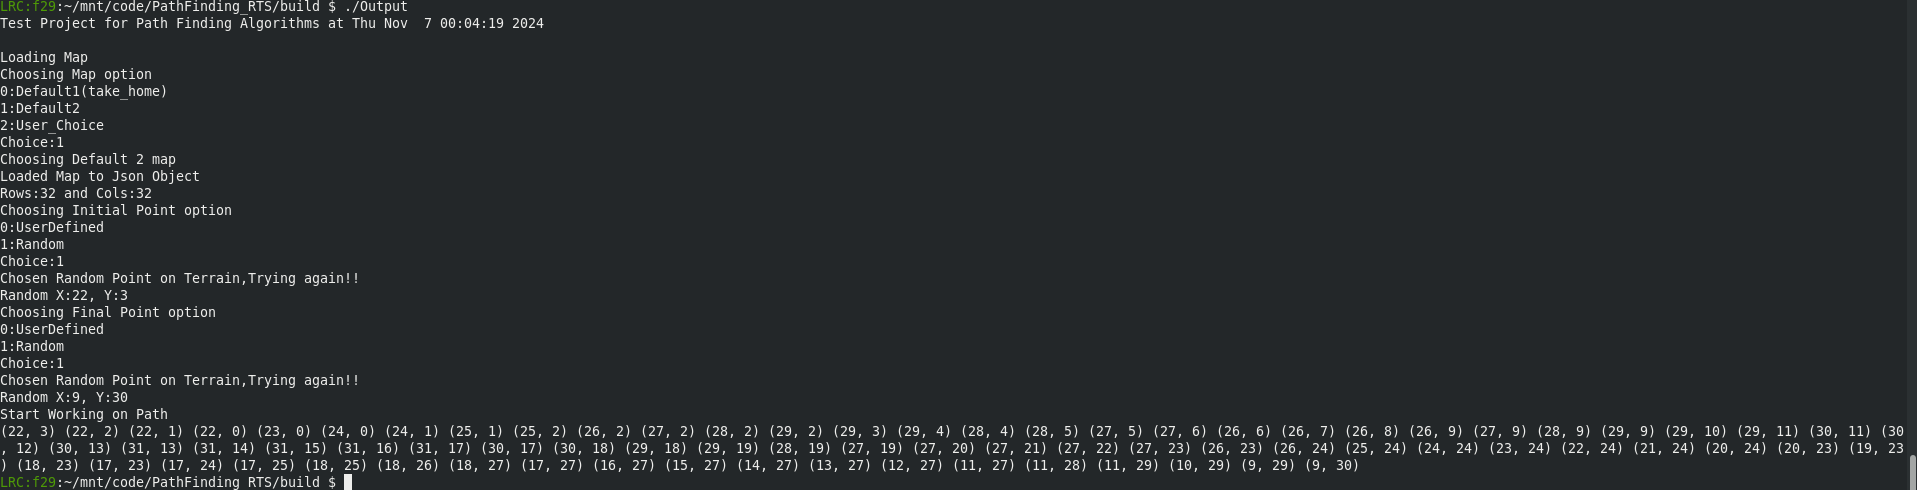 LRC:f29:~/mnt/code/PathFinding_RTS/build $ ./Output
Test Project for Path Finding Algorithms at Thu Nov  7 00:04:19 2024

Loading Map
Choosing Map option
0:Default1(take_home)
1:Default2
2:User_Choice
Choice:1
Choosing Default 2 map
Loaded Map to Json Object
Rows:32 and Cols:32
Choosing Initial Point option
0:UserDefined
1:Random
Choice:1
Chosen Random Point on Terrain,Trying again!!
Random X:22, Y:3
Choosing Final Point option
0:UserDefined
1:Random
Choice:1
Chosen Random Point on Terrain,Trying again!!
Random X:9, Y:30
Start Working on Path
(22, 3) (22, 2) (22, 1) (22, 0) (23, 0) (24, 0) (24, 1) (25, 1) (25, 2) (26, 2) (27, 2) (28, 2) (29, 2) (29, 3) (29, 4) (28, 4) (28, 5) (27, 5) (27, 6) (26, 6) (26, 7) (26, 8) (26, 9) (27, 9) (28, 9) (29, 9) (29, 10) (29, 11) (30, 11) (30
, 12) (30, 13) (31, 13) (31, 14) (31, 15) (31, 16) (31, 17) (30, 17) (30, 18) (29, 18) (29, 19) (28, 19) (27, 19) (27, 20) (27, 21) (27, 22) (27, 23) (26, 23) (26, 24) (25, 24) (24, 24) (23, 24) (22, 24) (21, 24) (20, 24) (20, 23) (19, 23
) (18, 23) (17, 23) (17, 24) (17, 25) (18, 25) (18, 26) (18, 27) (17, 27) (16, 27) (15, 27) (14, 27) (13, 27) (12, 27) (11, 27) (11, 28) (11, 29) (10, 29) (9, 29) (9, 30)
LRC:f29:~/mnt/code/PathFinding_RTS/build $